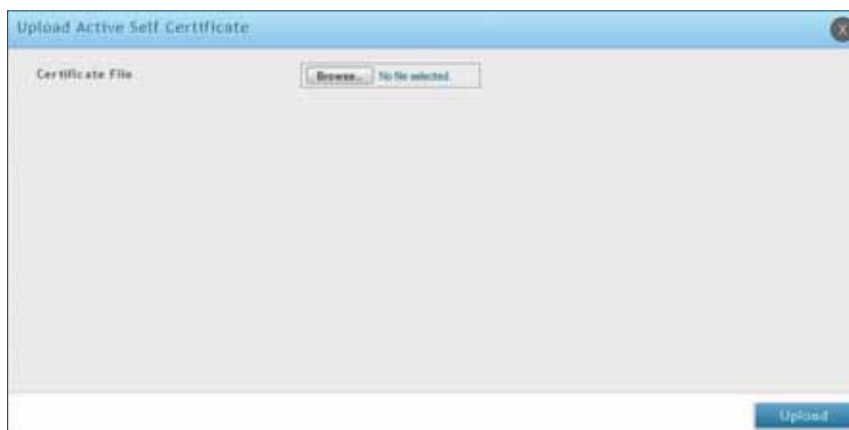 Upload Active Self Certificate
X
Certificate File
Browse... No file selected.
Upload